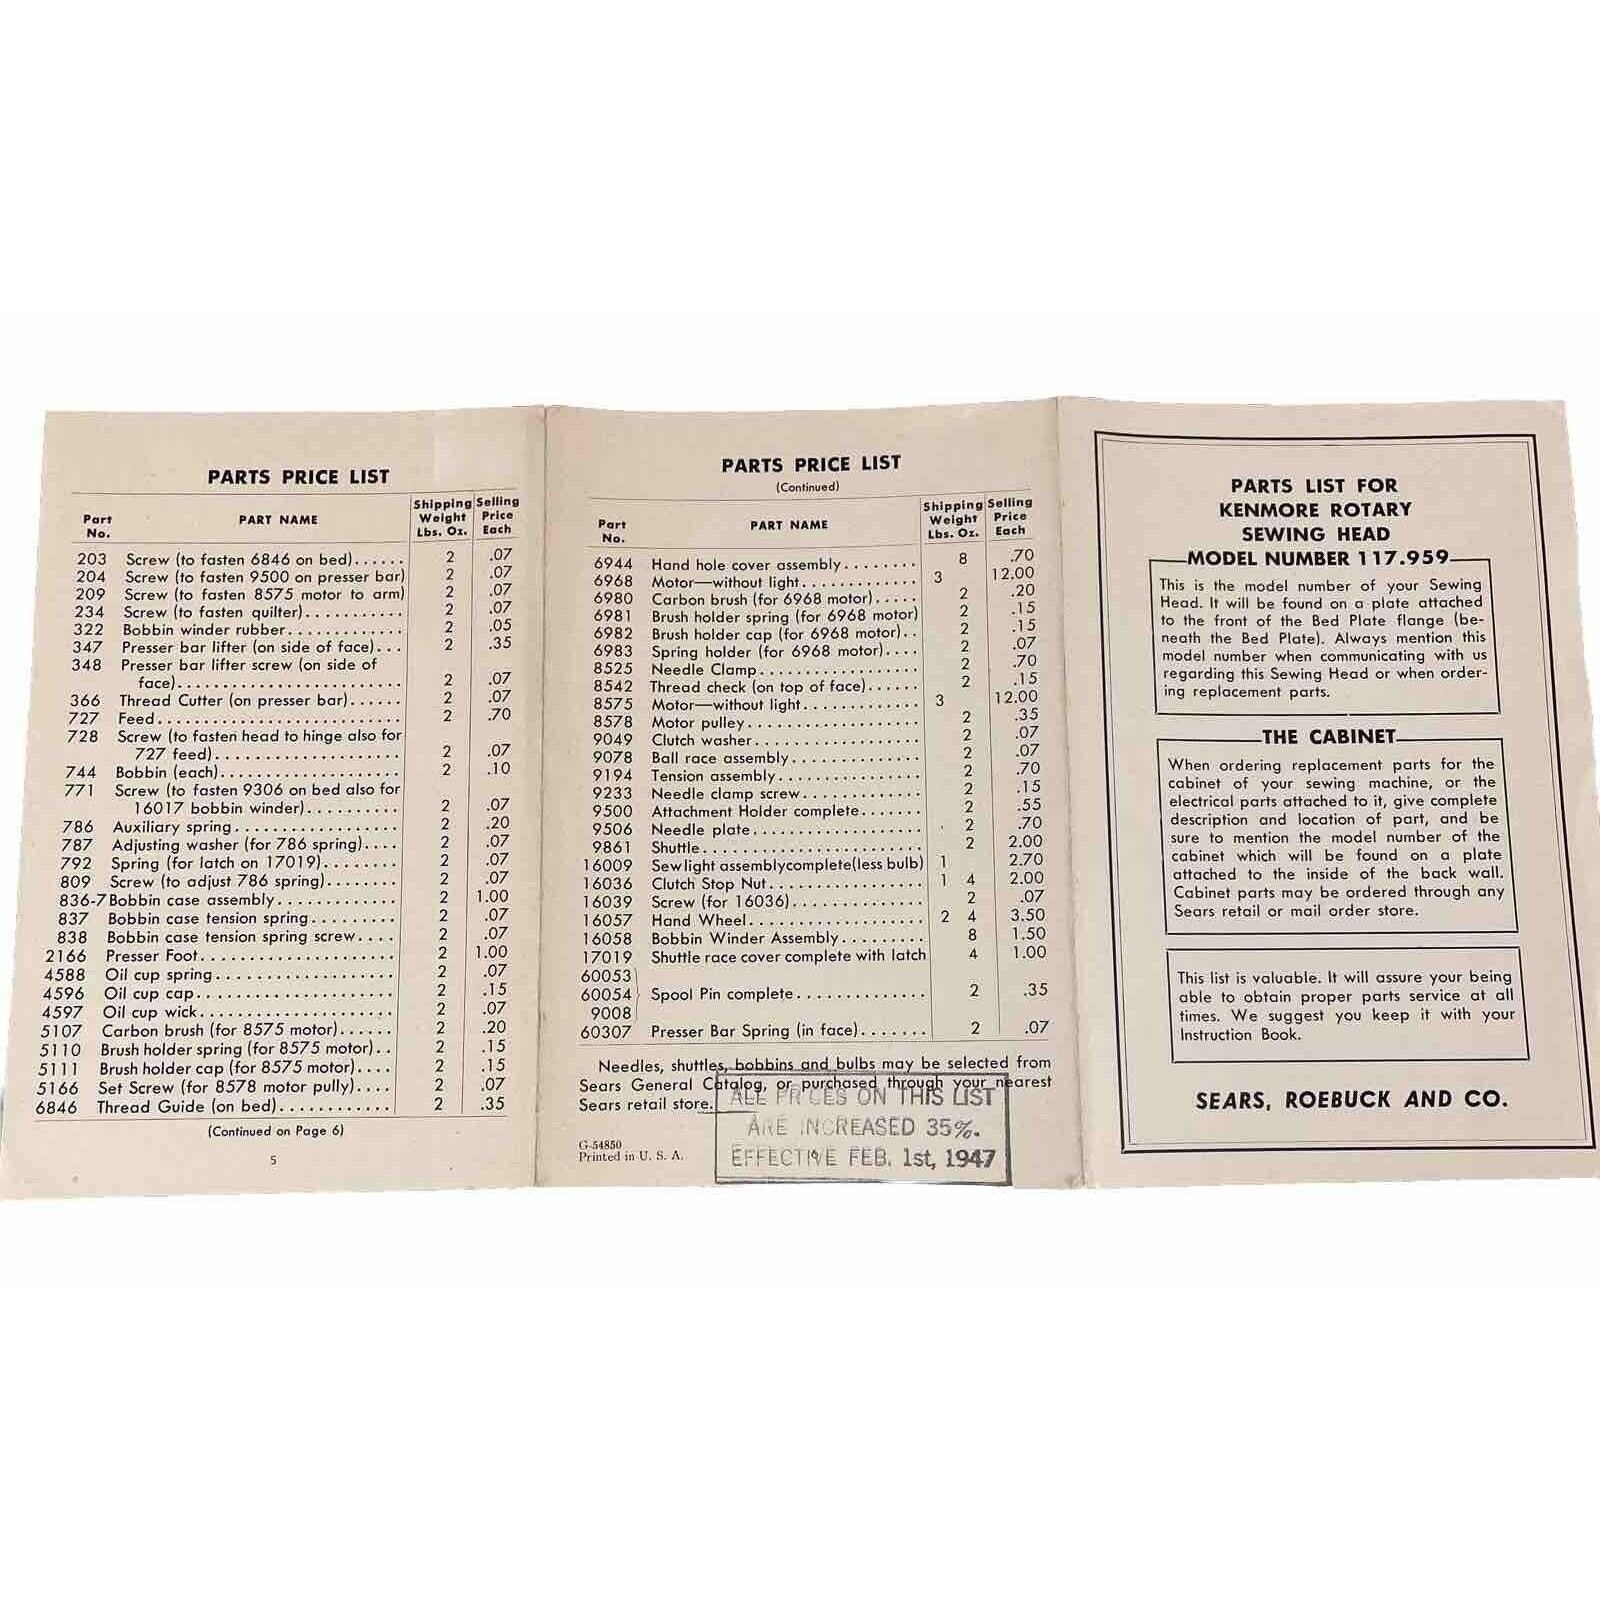 PARTS PRICE LIST
Part No. PART NAME Shipping Weight Lbs. Oz. Selling Price Each
203 Screw (to fasten 6846 on bed)...... 2 .07
204 Screw (to fasten 9500 on presser bar) 2 .07
209 Screw (to fasten 8575 motor to arm) 2 .07
234 Screw (to fasten quilter)........... 2 .07
322 Bobbin winder rubber............. 2 .05
347 Presser bar lifter (on side of face)... 2 .35
348 Presser bar lifter screw (on side of
face)......................... 2 .07
366 Thread Cutter (on presser bar)...... 2 .07
727 Feed........................... 2 .70
728 Screw (to fasten head to hinge also for
727 feed)..................... 2 .07
744 Bobbin (each).................... 2 .10
771 Screw (to fasten 9306 on bed also for
16017 bobbin winder).......... 2 .07
786 Auxiliary spring.................. 2 .20
787 Adjusting washer (for 786 spring).... 2 .07
792 Spring (for latch on 17019)......... 2 .07
809 Screw (to adjust 786 spring)........ 2 .07
836-7 Bobbin case assembly............. 2 1.00
837 Bobbin case tension spring......... 2 .07
838 Bobbin case tension spring screw.... 2 .07
2166 Presser Foot..................... 2 1.00
4588 Oil cup spring................... 2 .07
4596 Oil cup cap..................... 2 .15
4597 Oil cup wick.................... 2 .07
5107 Carbon brush (for 8575 motor)...... 2 .20
5110 Brush holder spring (for 8575 motor).. 2 .15
5111 Brush holder cap (for 8575 motor).... 2 .15
5166 Set Screw (for 8578 motor pully).... 2 .07
6846 Thread Guide (on bed)............ 2 .35
(Continued on Page 6)
5
PARTS PRICE LIST
(Continued)
Part No. PART NAME Shipping Weight Lbs. Oz. Selling Price Each
6944 Hand hole cover assembly........ 8 .70
6968 Motor—without light............. 3 12.00
6980 Carbon brush (for 6968 motor)..... 2 .20
6981 Brush holder spring (for 6968 motor) 2 .15
6982 Brush holder cap (for 6968 motor).. 2 .15
6983 Spring holder (for 6968 motor).... 2 .07
8525 Needle Clamp.................. 2 .70
8542 Thread check (on top of face)...... 2 .15
8575 Motor—without light............. 3 12.00
8578 Motor pulley................... 2 .35
9049 Clutch washer.................. 2 .07
9078 Ball race assembly.............. 2 .07
9194 Tension assembly............... 2 .70
9233 Needle clamp screw............. 2 .15
9500 Attachment Holder complete...... 2 .55
9506 Needle plate................... 2 .70
9861 Shuttle........................ 2 2.00
16009 Sewlight assemblycomplete(less bulb) 1 2.70
16036 Clutch Stop Nut................. 1 4 2.00
16039 Screw (for 16036)............... 2 .07
16057 Hand Wheel.................... 2 4 3.50
16058 Bobbin Winder Assembly......... 8 1.50
17019 Shuttle race cover complete with latch 4 1.00
60053
60054 Spool Pin complete.............. 2 .35
9008
60307 Presser Bar Spring (in face)....... 2 .07
Needles, shuttles, bobbins and bulbs may be selected from
Sears General Catalog, or purchased through your nearest
Sears retail store.
ALL PRICES ON THIS LIST
ARE INCREASED 35%.
EFFECTIVE FEB. 1st, 1947
G-54850
Printed in U. S. A.
PARTS LIST FOR
KENMORE ROTARY
SEWING HEAD
MODEL NUMBER 117.959
This is the model number of your Sewing
Head. It will be found on a plate attached
to the front of the Bed Plate flange (be-
neath the Bed Plate). Always mention this
model number when communicating with us
regarding this Sewing Head or when order-
ing replacement parts.
THE CABINET
When ordering replacement parts for the
cabinet of your sewing machine, or the
electrical parts attached to it, give complete
description and location of part, and be
sure to mention the model number of the
cabinet which will be found on a plate
attached to the inside of the back wall.
Cabinet parts may be ordered through any
Sears retail or mail order store.
This list is valuable. It will assure your being
able to obtain proper parts service at all
times. We suggest you keep it with your
Instruction Book.
SEARS, ROEBUCK AND CO.